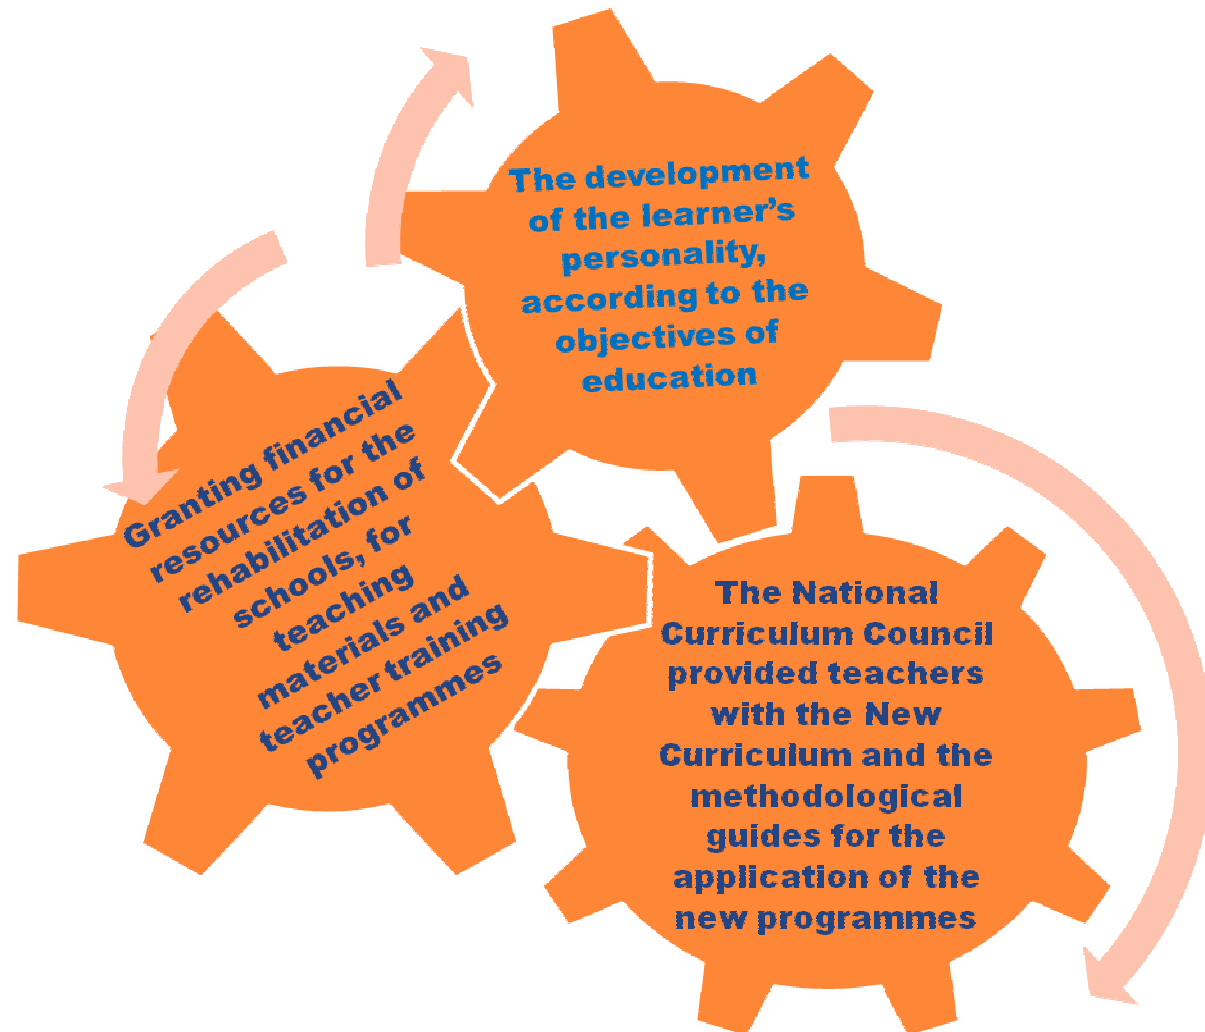 The development
of the learner's
personality,
according to the
objectives of
education
Granting financial
resources for the
rehabilitation of
schools, for
teaching
materials and
teacher training
programmes
The National
Curriculum Council
provided teachers
with the New
Curriculum and the
methodological
guides for the
application of the
new programmes